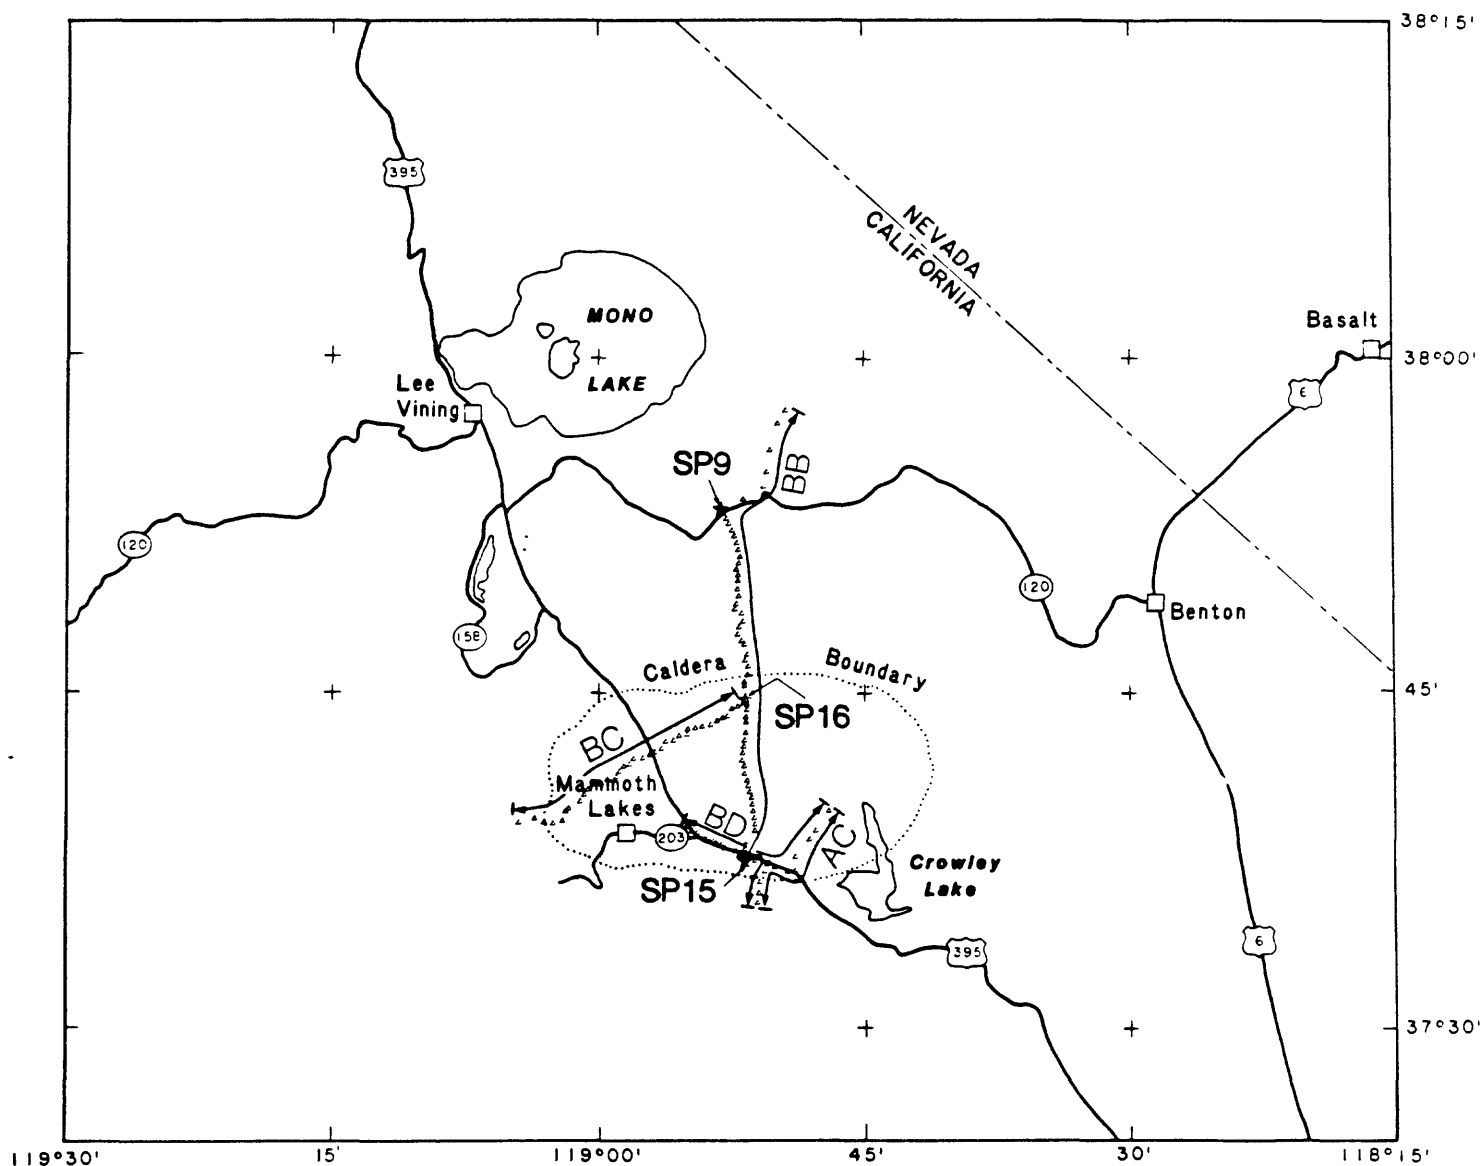 38°15'
395
NEVADA
CALIFORNIA
MONO
LAKE
Basalt
38°00'
Lee
Vining
6
SP9
BB
120
120
Benton
158
Caldera
Boundary
45'
SP16
BC
Mammoth
Lakes
BD
203
AC
Crowley
Lake
SP15
395
6
37°30'
119°30'
15'
119°00'
45'
30'
118°15'